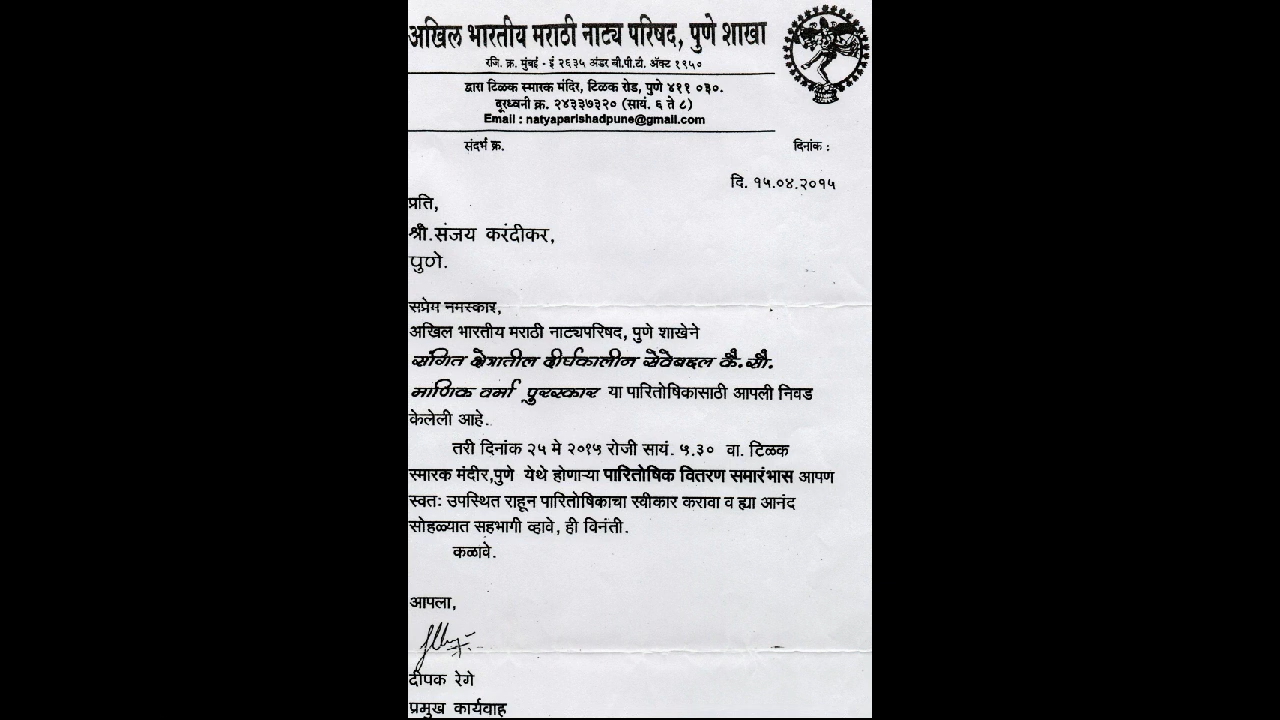 अखिल भारतीय मराठी नाट्य परिषद, पुणे शाखा
रजि. क्र. मुंबई - ई २६३५ अंडर बी.पी.टी. ॲक्ट १९५०
द्वारा टिळक स्मारक मंदिर, टिळक रोड, पुणे ४११ ०३०.
दूरध्वनी क्र. २४३३७३२० (सायं. ६ ते ८)
Email : natyaparishadpune@gmail.com
संदर्भ क्र. दिनांक :
दि. १५.०४.२०१५
प्रति,
श्री.संजय करंदीकर,
पुणे.
सप्रेम नमस्कार,
अखिल भारतीय मराठी नाट्यपरिषद, पुणे शाखेने
संगित क्षेत्रातील दीर्घकालीन सेवेबद्दल कै.सौ.
माणिक वर्मा पुरस्कार या पारितोषिकासाठी आपली निवड
केलेली आहे.
तरी दिनांक २५ मे २०१५ रोजी सायं. ५.३० वा. टिळक
स्मारक मंदीर,पुणे येथे होणाऱ्या पारितोषिक वितरण समारंभास आपण
स्वतः उपस्थित राहून पारितोषिकाचा स्वीकार करावा व ह्या आनंद
सोहळ्यात सहभागी व्हावे, ही विनंती.
कळावे.
आपला,
दीपक रेगे
प्रमुख कार्यवाह